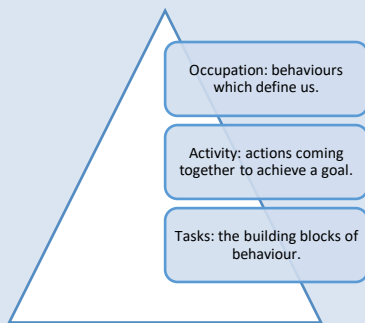 Occupation: behaviours
which define us.
Activity: actions coming
together to achieve a goal.
Tasks: the building blocks of
behaviour.